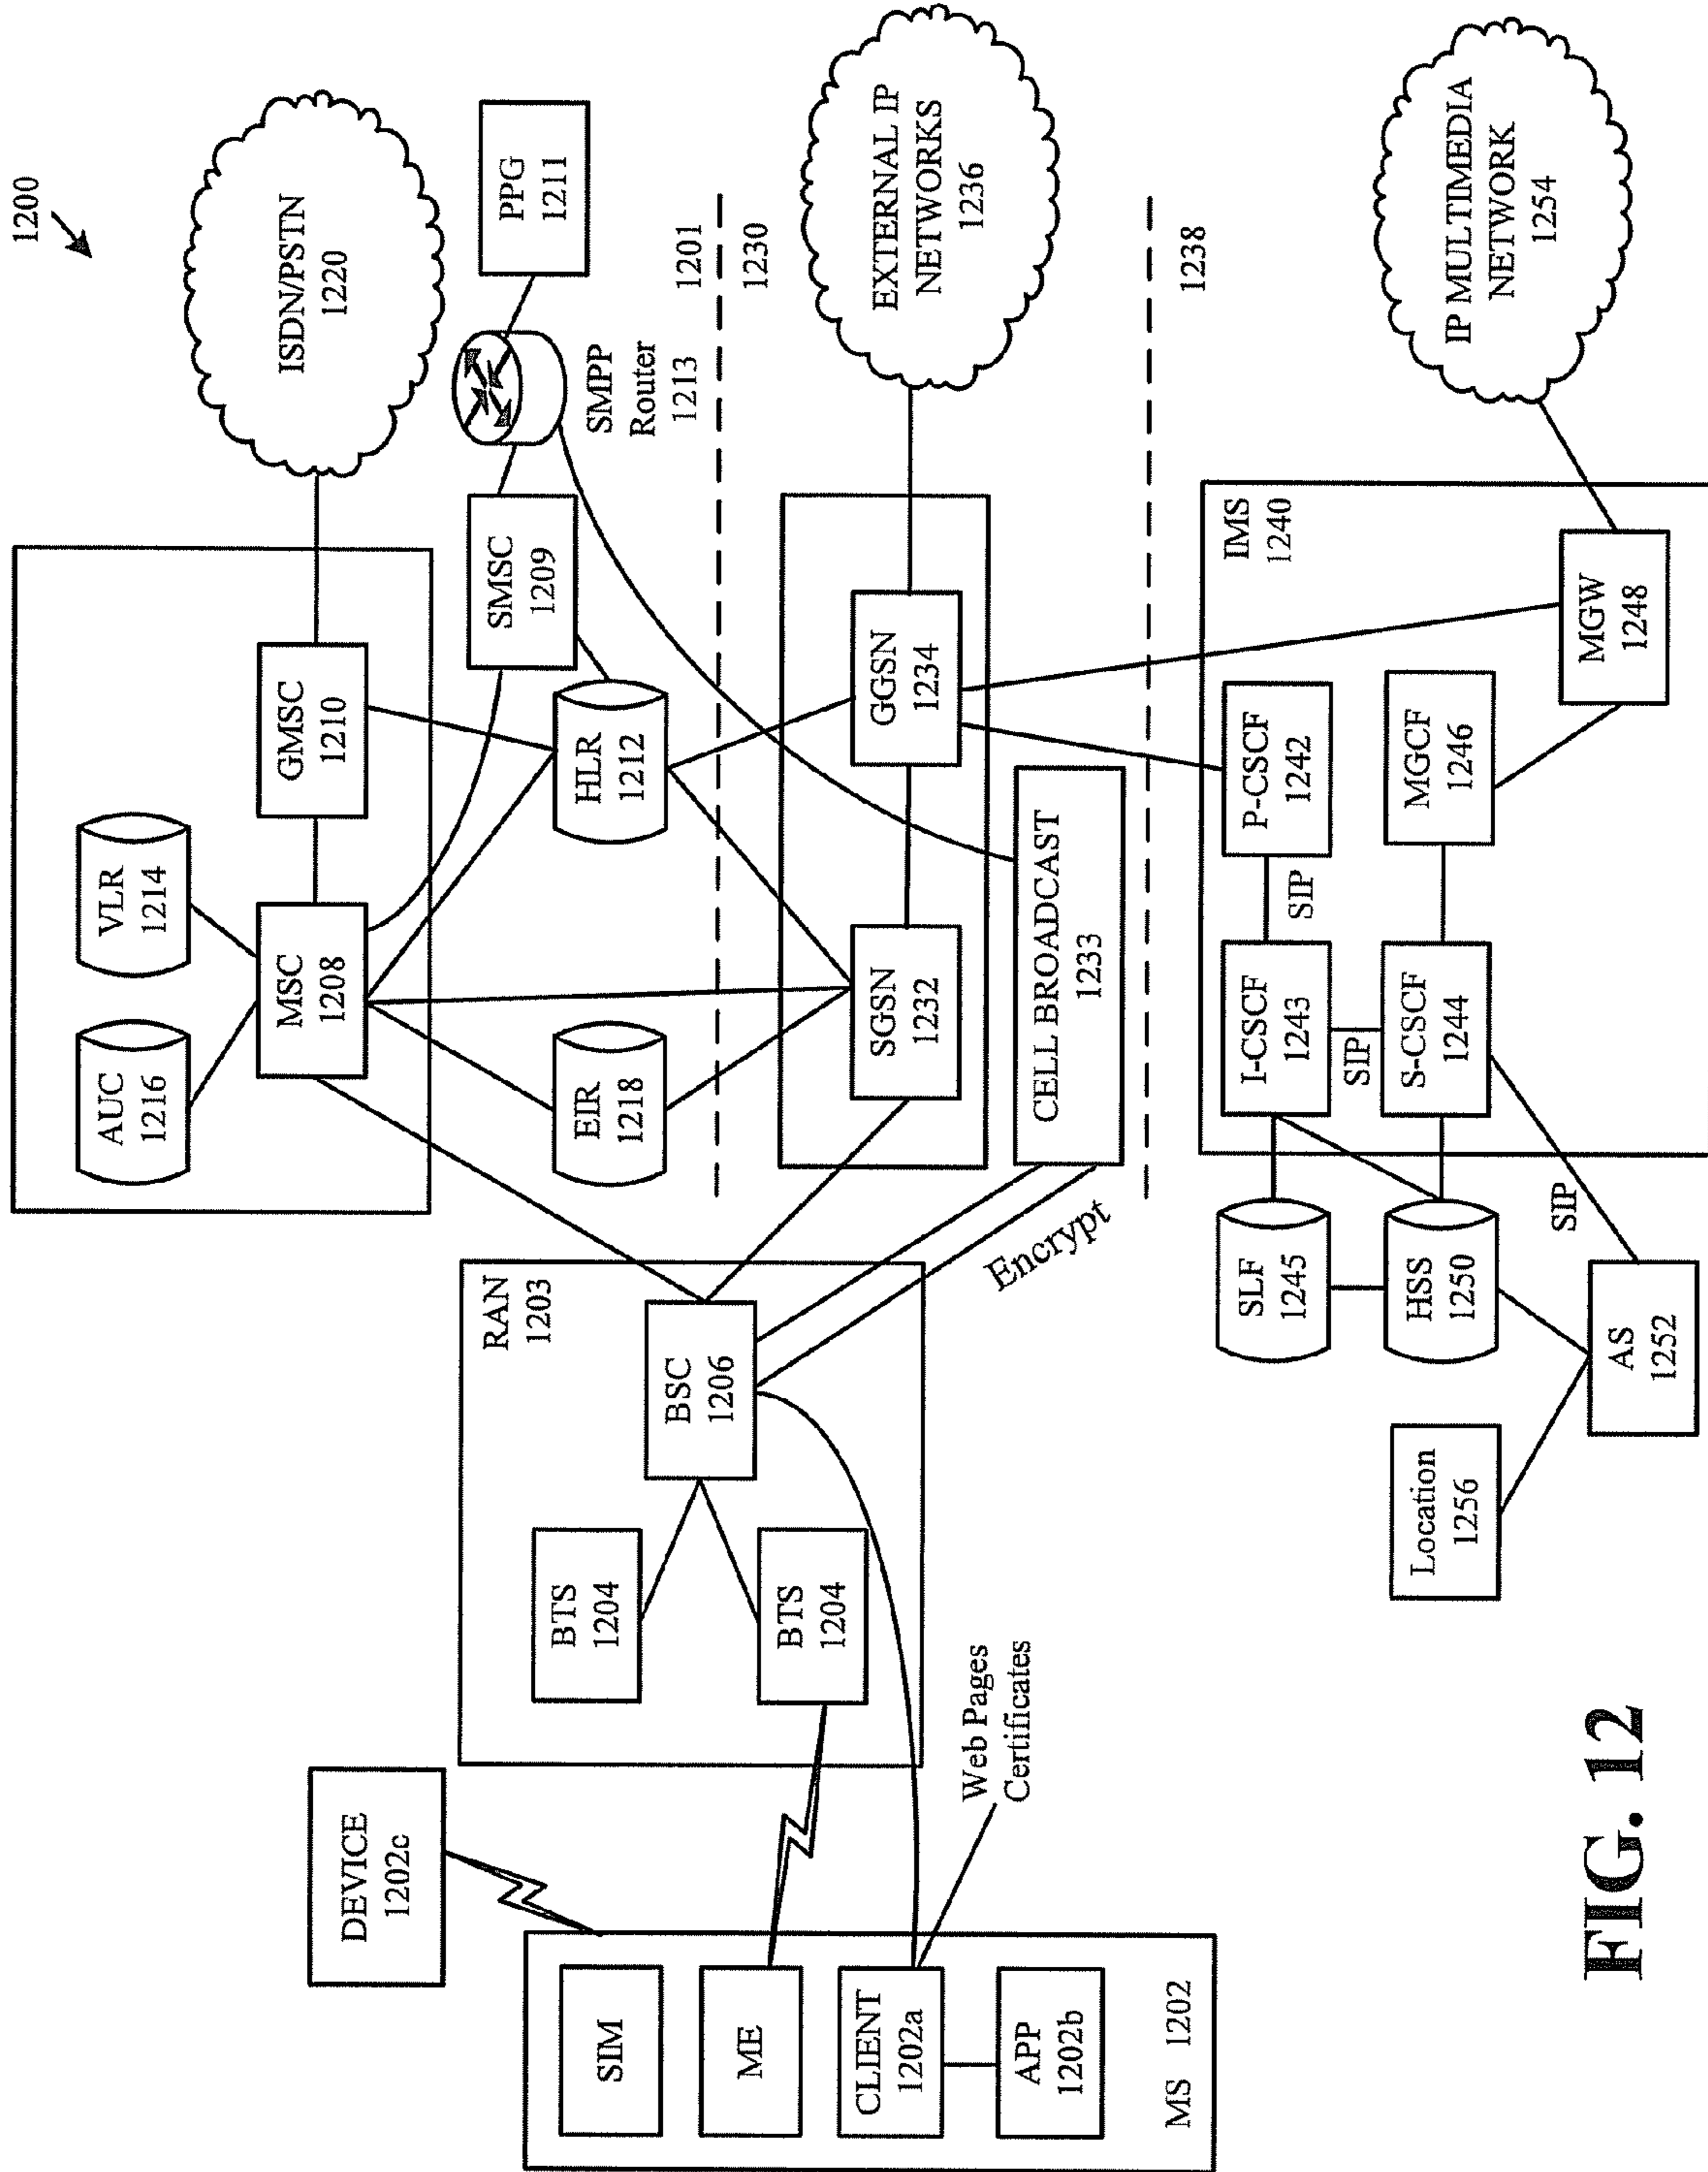 1200
ISDN/PSTN
1220
PPG
1211
SMPP
Router
1213
1201
1230
EXTERNAL IP
NETWORKS
1236
1238
IP MULTIMEDIA
NETWORK
1254
VLR
1214
AUC
1216
GMSC
1210
MSC
1208
SMSC
1209
HLR
1212
EIR
1218
GGSN
1234
SGSN
1232
CELL BROADCAST
1233
IMS
1240
P-CSCF
1242
SIP
I-CSCF
1243
SIP
MGCF
1246
S-CSCF
1244
MGW
1248
SLF
1245
HSS
1250
SIP
AS
1252
Location
1256
Encrypt
RAN
1203
BSC
1206
BTS
1204
BTS
1204
Web Pages
Certificates
DEVICE
1202c
SIM
ME
CLIENT
1202a
APP
1202b
MS 1202
FIG. 12